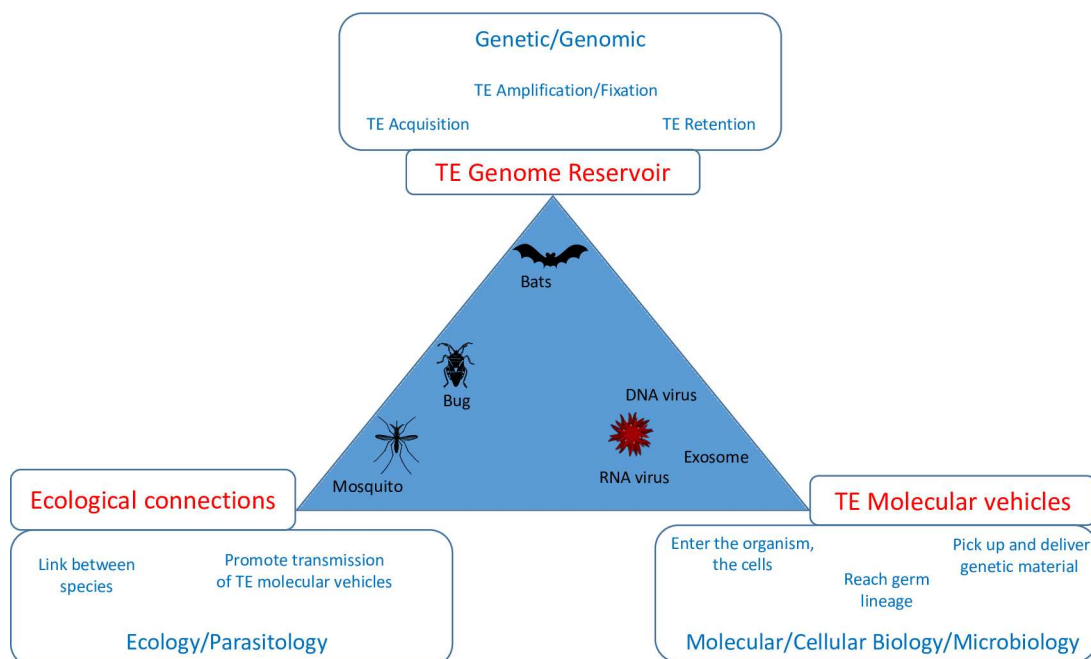 Genetic/Genomic
TE Amplification/Fixation
TE Acquisition
TE Retention
TE Genome Reservoir
Bats
Bug
Mosquito
DNA virus
Exosome
RNA virus
Ecological connections
Link between
species
Promote transmission
of TE molecular vehicles
Ecology/Parasitology
TE Molecular vehicles
Enter the organism,
the cells
Reach germ
lineage
Pick up and deliver
genetic material
Molecular/Cellular Biology/Microbiology